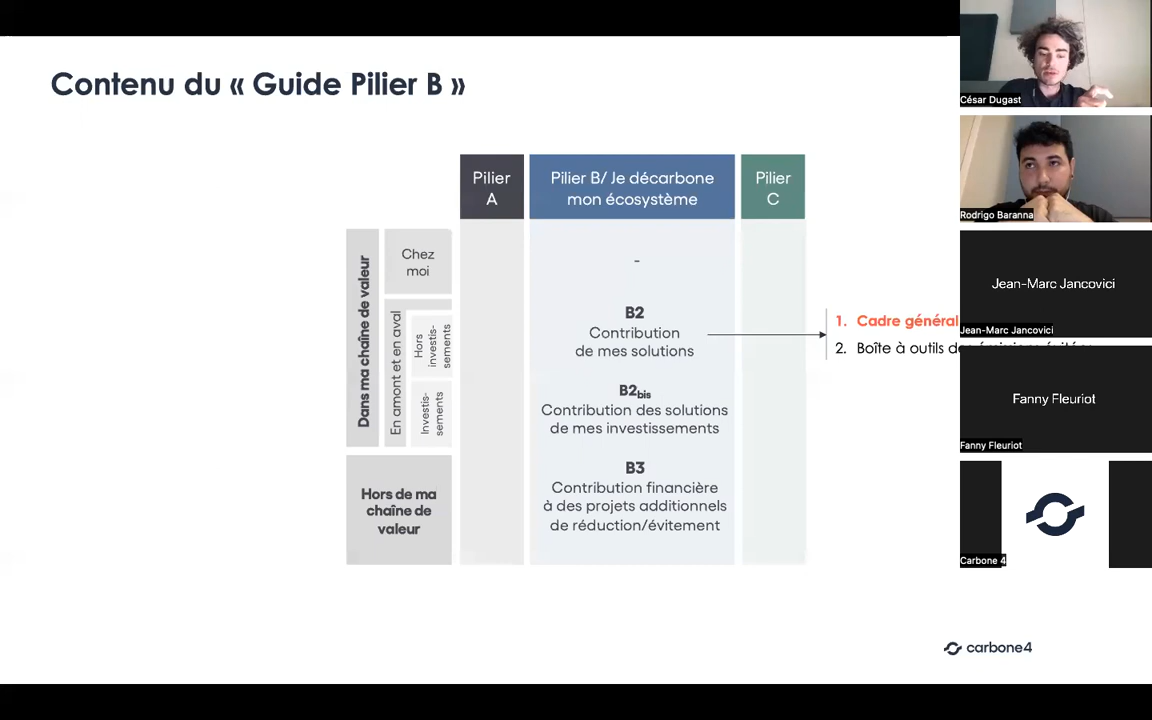 Contenu du « Guide Pilier B »
Pilier
A
Pilier B/ Je décarbone
mon écosystème
Pilier
C
Dans ma chaîne de valeur
Chez
moi
-
En amont et en aval
Hors
investis-
sements
B2
Contribution
de mes solutions
1. Cadre général
2. Boîte à outils
Investis-
sements
B2bis
Contribution des solutions
de mes investissements
Hors de ma
chaîne de
valeur
B3
Contribution financière
à des projets additionnels
de réduction/évitement
carbone4
César Dugast
Rodrigo Baranna
Jean-Marc Jancovici
Jean-Marc Jancovici
Fanny Fleuriot
Fanny Fleuriot
Carbone 4